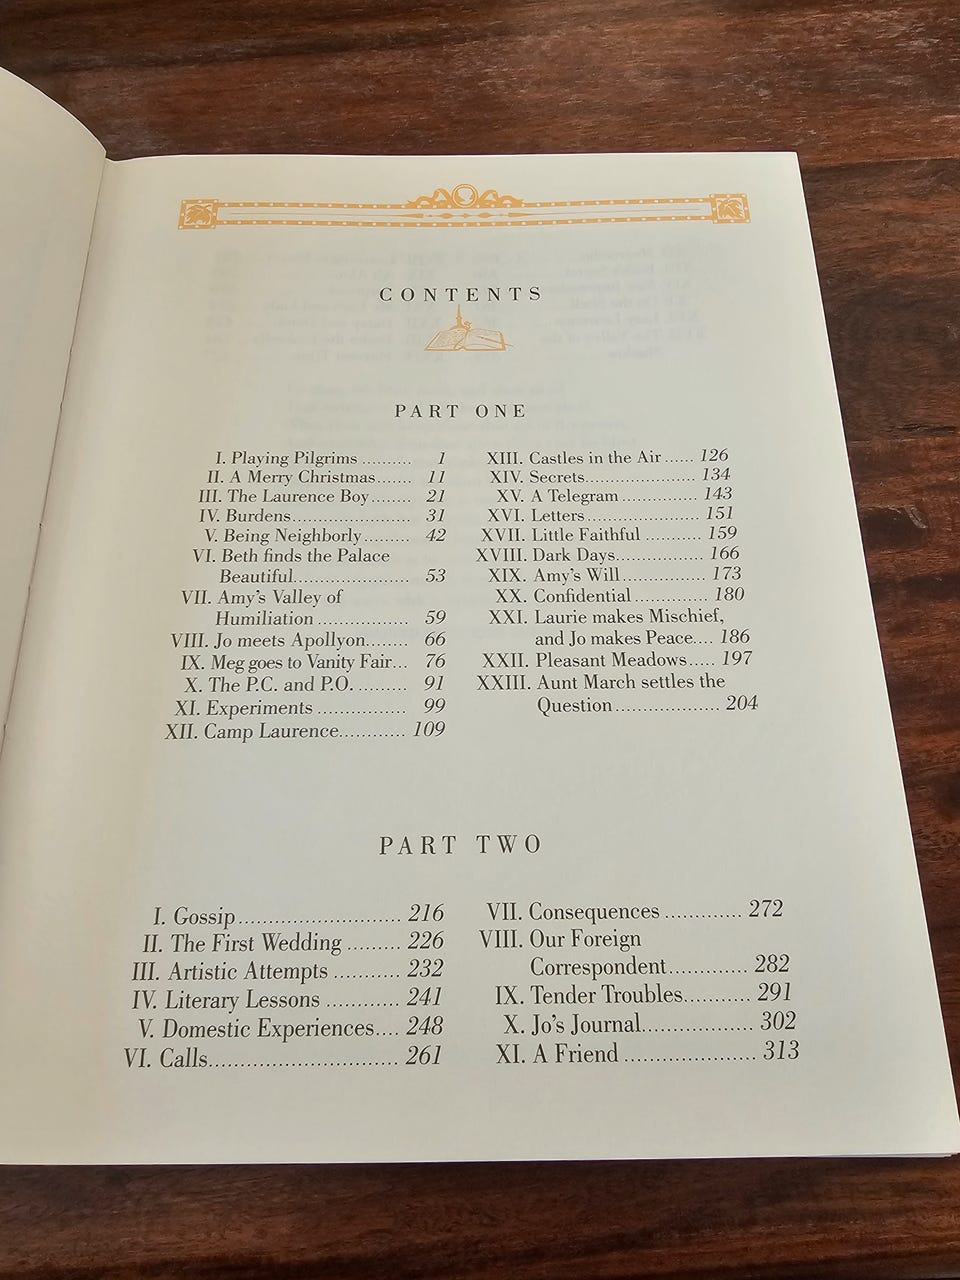 CONTENTS
PART ONE
I. Playing Pilgrims .......... 1
II. A Merry Christmas....... 11
III. The Laurence Boy........ 21
IV. Burdens........................ 31
V. Being Neighborly......... 42
VI. Beth finds the Palace
Beautiful....................... 53
VII. Amy's Valley of
Humiliation .................. 59
VIII. Jo meets Apollyon........ 66
IX. Meg goes to Vanity Fair... 76
X. The P.C. and P.O. ......... 91
XI. Experiments ................ 99
XII. Camp Laurence............ 109
XIII. Castles in the Air ...... 126
XIV. Secrets...................... 134
XV. A Telegram ............... 143
XVI. Letters ...................... 151
XVII. Little Faithful .......... 159
XVIII. Dark Days................. 166
XIX. Amy's Will ................ 173
XX. Confidential .............. 180
XXI. Laurie makes Mischief,
and Jo makes Peace.... 186
XXII. Pleasant Meadows..... 197
XXIII. Aunt March settles the
Question ................... 204
PART TWO
I. Gossip ........................... 216
II. The First Wedding ......... 226
III. Artistic Attempts ........... 232
IV. Literary Lessons ............ 241
V. Domestic Experiences.... 248
VI. Calls............................... 261
VII. Consequences ............ 272
VIII. Our Foreign
Correspondent............ 282
IX. Tender Troubles........... 291
X. Jo's Journal.................. 302
XI. A Friend ..................... 313